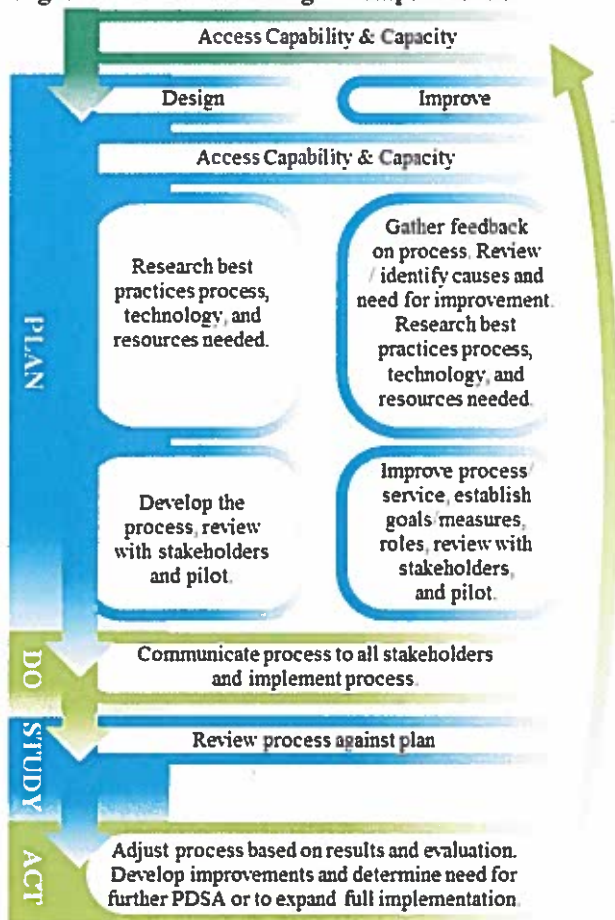 Access Capability & Capacity
Design
Improve
Access Capability & Capacity
PLAN
Research best
practices process,
technology, and
resources needed.
Gather feedback
on process. Review
/ identify causes and
need for improvement.
Research best
practices process,
technology, and
resources needed.
Develop the
process, review
with stakeholders
and pilot.
Improve process/
service, establish
goals/measures,
roles, review with
stakeholders,
and pilot.
DO
Communicate process to all stakeholders
and implement process.
STUDY
Review process against plan
ACT
Adjust process based on results and evaluation.
Develop improvements and determine need for
further PDSA or to expand full implementation.